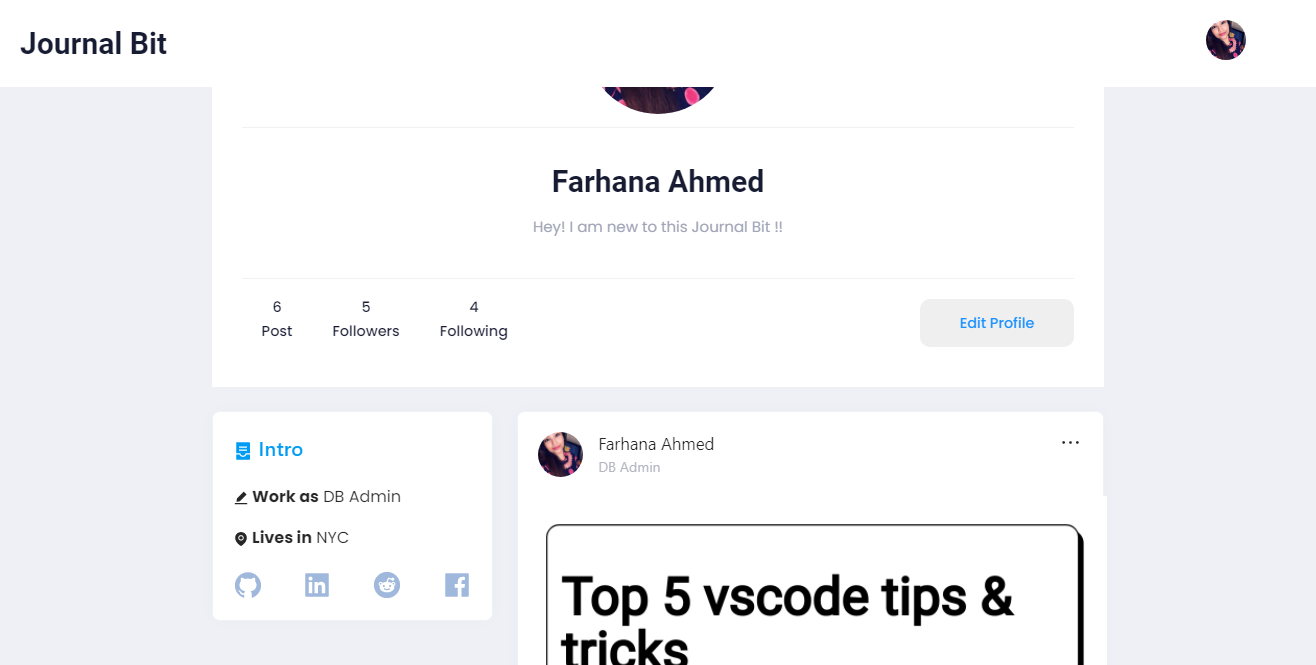 Journal Bit
Farhana Ahmed
Hey! I am new to this Journal Bit !!
6
Post
5
Followers
4
Following
Edit Profile
Intro
Work as DB Admin
Lives in NYC
Farhana Ahmed
DB Admin
Top 5 vscode tips &
tricks